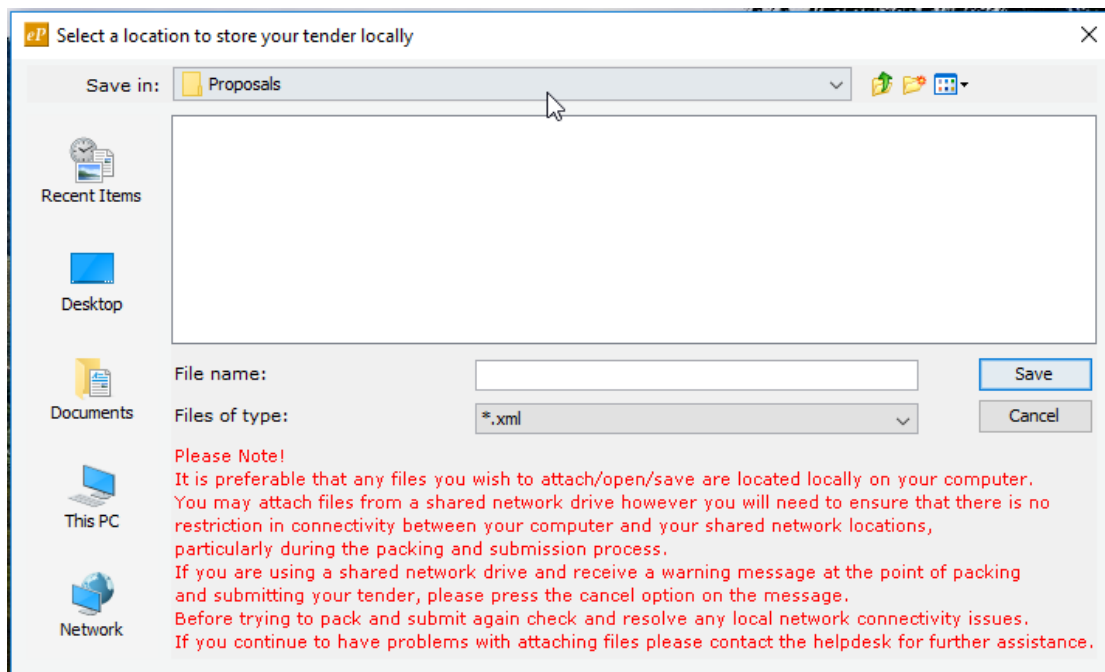 eP Select a location to store your tender locally
Save in: Proposals
Recent Items
Desktop
Documents
This PC
Network
File name:
Save
Files of type: *.xml
Cancel
Please Note!
It is preferable that any files you wish to attach/open/save are located locally on your computer.
You may attach files from a shared network drive however you will need to ensure that there is no
restriction in connectivity between your computer and your shared network locations,
particularly during the packing and submission process.
If you are using a shared network drive and receive a warning message at the point of packing
and submitting your tender, please press the cancel option on the message.
Before trying to pack and submit again check and resolve any local network connectivity issues.
If you continue to have problems with attaching files please contact the helpdesk for further assistance.